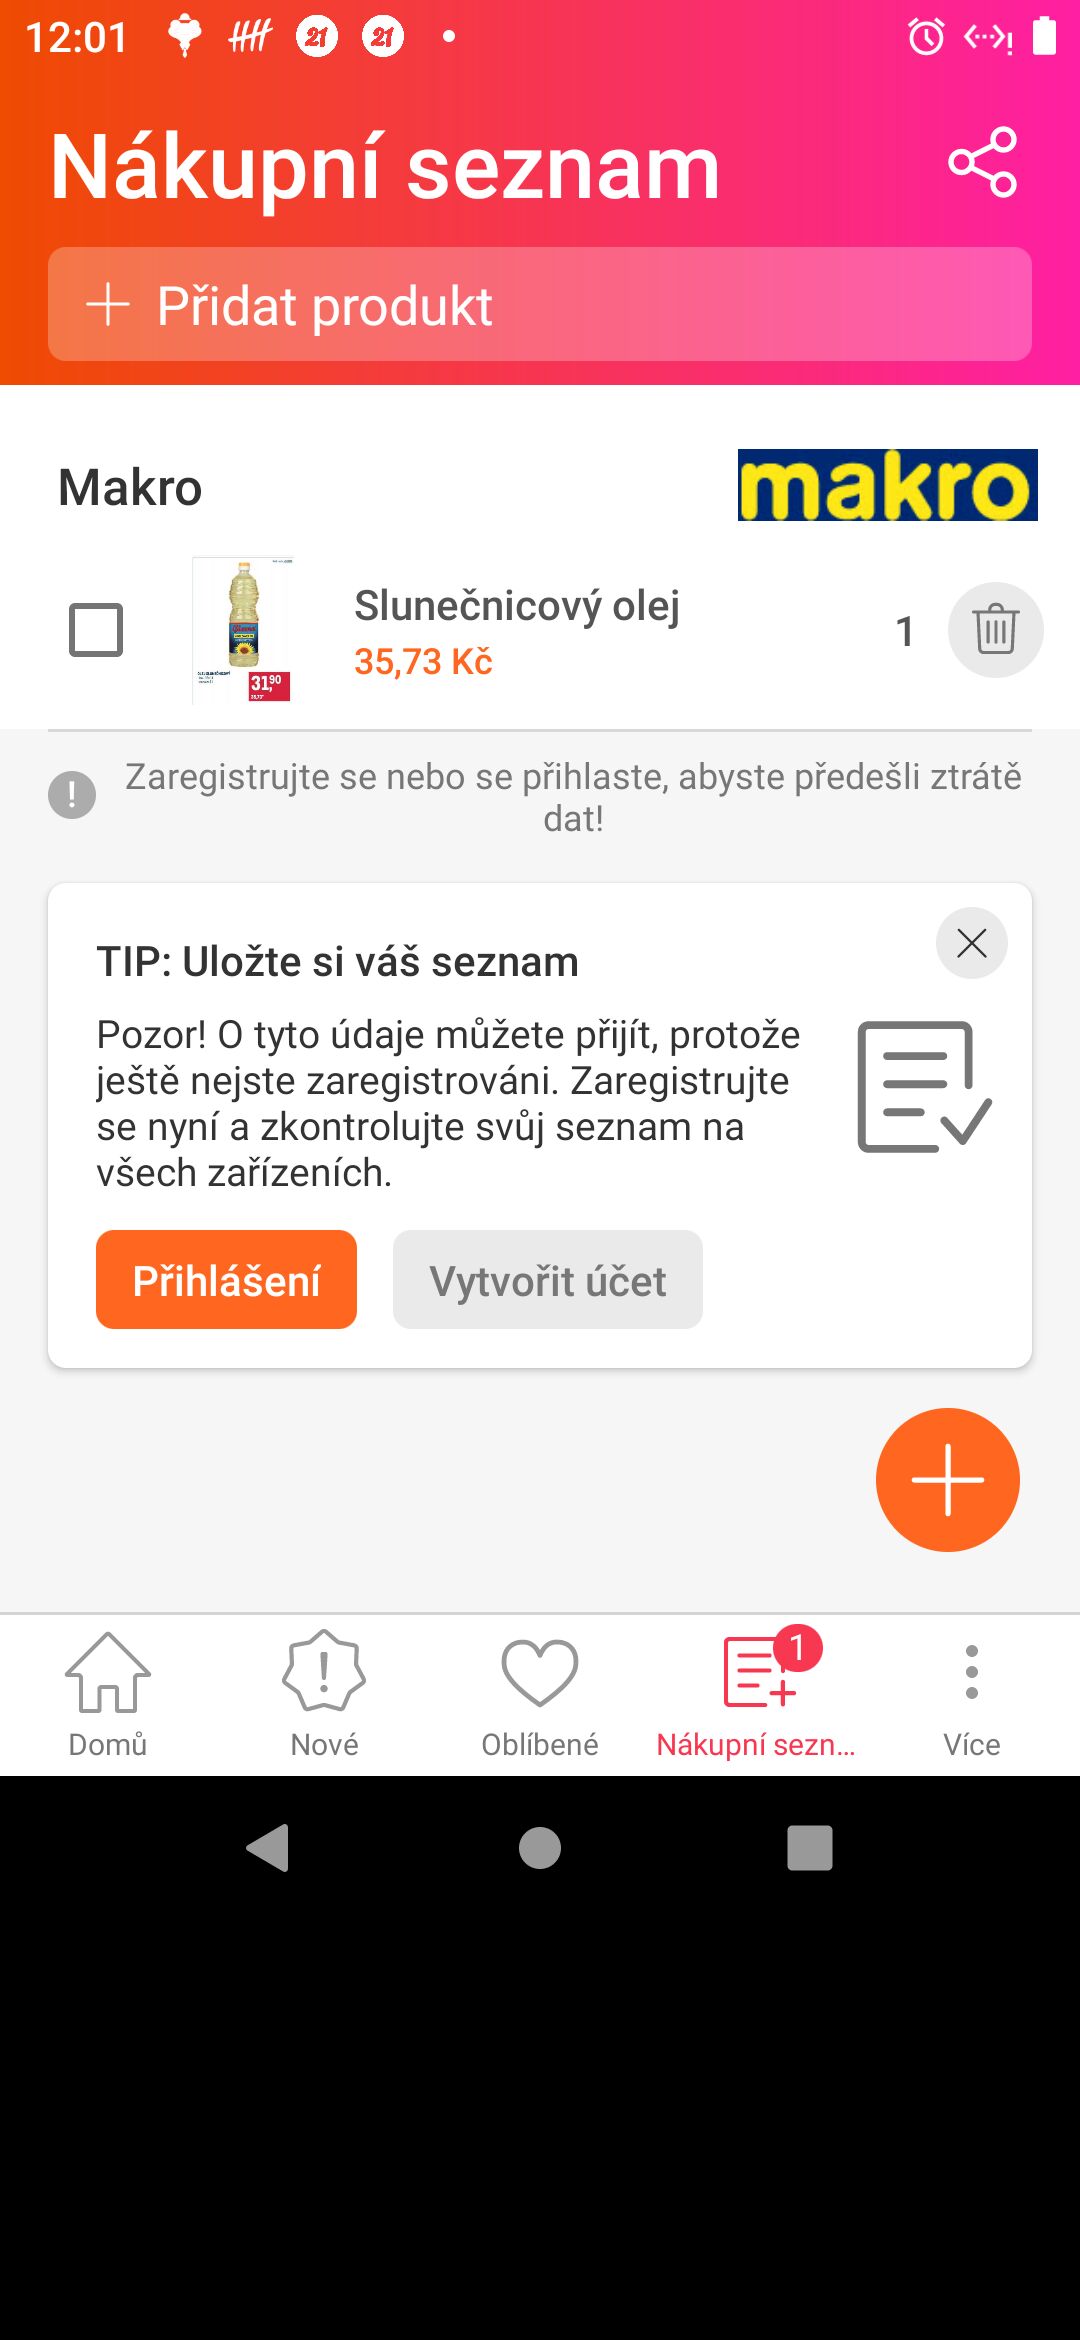 12:01
21 21
Nákupní seznam
Přidat produkt
Makro
makro
Slunečnicový olej
35,73 Kč
1
31,90
Zaregistrujte se nebo se přihlaste, abyste předešli ztrátě
dat!
TIP: Uložte si váš seznam
Pozor! O tyto údaje můžete přijít, protože
ještě nejste zaregistrováni. Zaregistrujte
se nyní a zkontrolujte svůj seznam na
všech zařízeních.
Přihlášení
Vytvořit účet
1
Domů
Nové
Oblíbené
Nákupní sezn...
Více